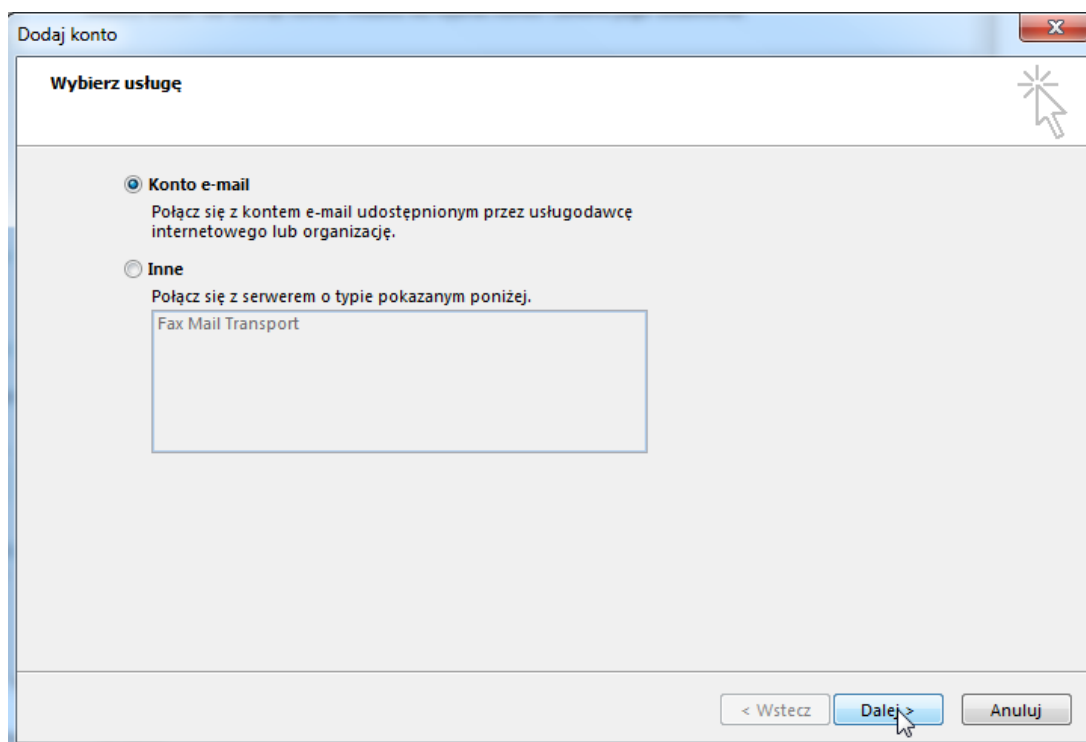 Dodaj konto
Wybierz usługę
Konto e-mail
Połącz się z kontem e-mail udostępnionym przez usługodawcę
internetowego lub organizację.
Inne
Połącz się z serwerem o typie pokazanym poniżej.
Fax Mail Transport
< Wstecz
Dalej >
Anuluj